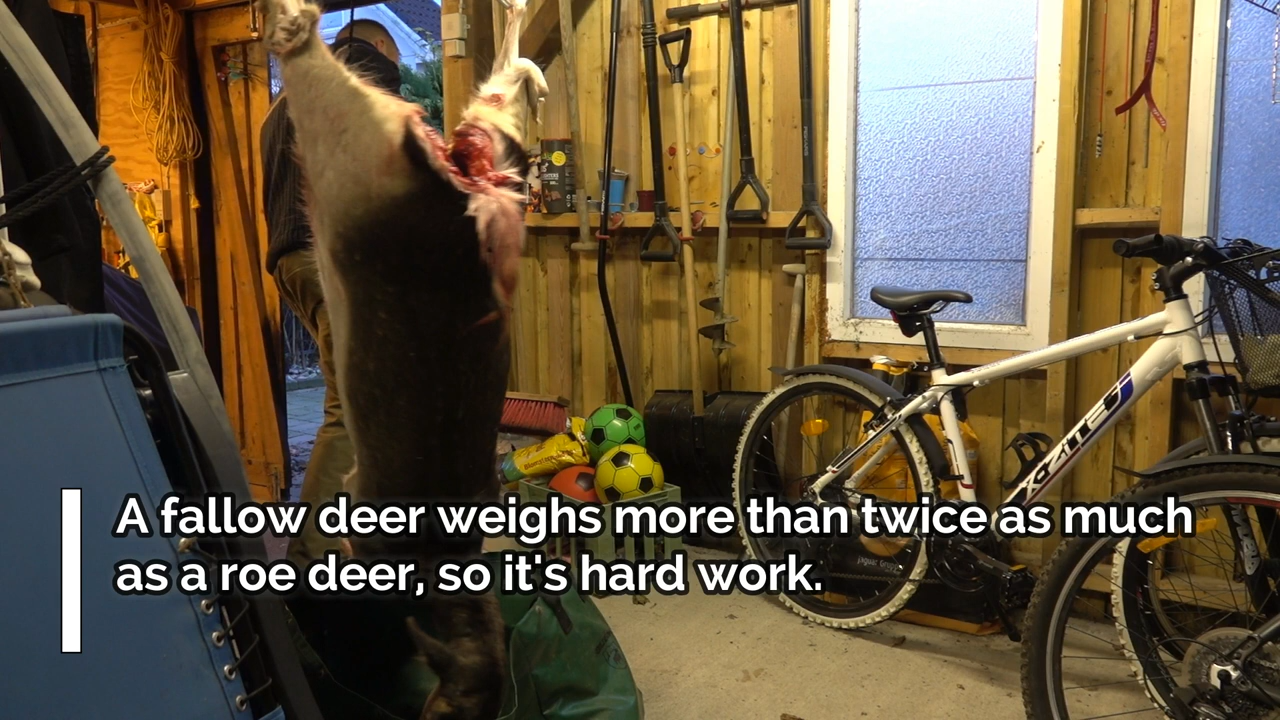 A fallow deer weighs more than twice as much
as a roe deer, so it's hard work.